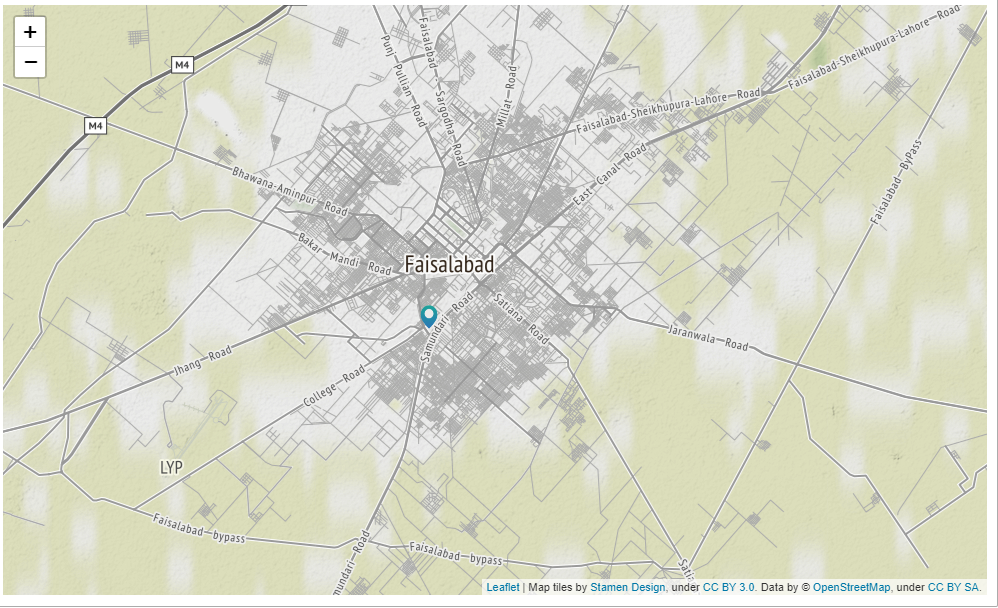 +
−
M4
M4
Punj—Pullian—Road
Faisalabad—Sargodha—Road
Millat—Road
Faisalabad-Sheikhupura-Lahore—Road
Faisalabad-Sheikhupura-Lahore—Road
East—Canal—Road
Faisalabad—ByPass
Bhawana-Aminpur—Road
Bakar—Mandi—Road
Faisalabad
Samundari—Road
Satiana—Road
Jaranwala—Road
Jhang—Road
College—Road
LYP
Faisalabad—bypass
Faisalabad—bypass
mundari—Road
Satia
Leaflet | Map tiles by Stamen Design, under CC BY 3.0. Data by © OpenStreetMap, under CC BY SA.